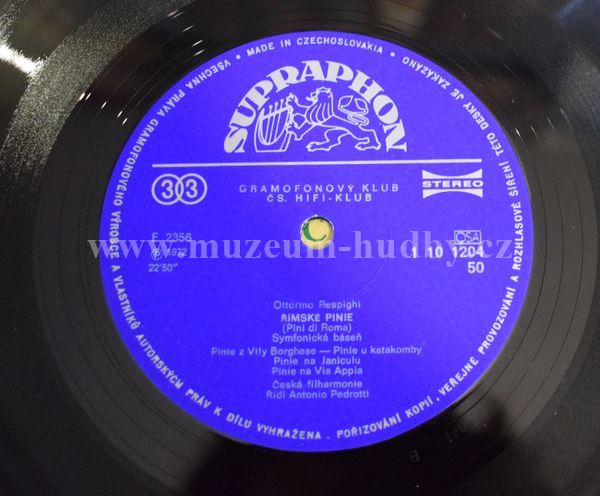 VŠECHNA PRÁVA GRAMOFONOVÉHO VÝROBCE A VLASTNÍKŮ AUTORSKÝCH PRÁV K DÍLU VYHRAŽENA. POŘIZOVÁNÍ KOPIÍ. VEŘEJNÉ PROVOZOVÁNÍ A ROZHLASOVÉ ŠÍŘENÍ TÉTO DESKY JE ZAKÁZÁNO • MADE IN CZECHOSLOVAKIA •
SUPRAPHON
33
GRAMOFONOVÝ KLUB
ČS. HIFI-KLUB
STEREO
F 2356
℗ 1972
22'50"
OSA
1 10 1204
50
www.muzeum-hudby.cz
Ottorino Respighi
ŘÍMSKÉ PINIE
(Pini di Roma)
Symfonická báseň
Pinie z Vily Borghese — Pinie u katakomby
Pinie na Janiculu
Pinie na Via Appia
Česká filharmonie
Řídí Antonio Pedrotti